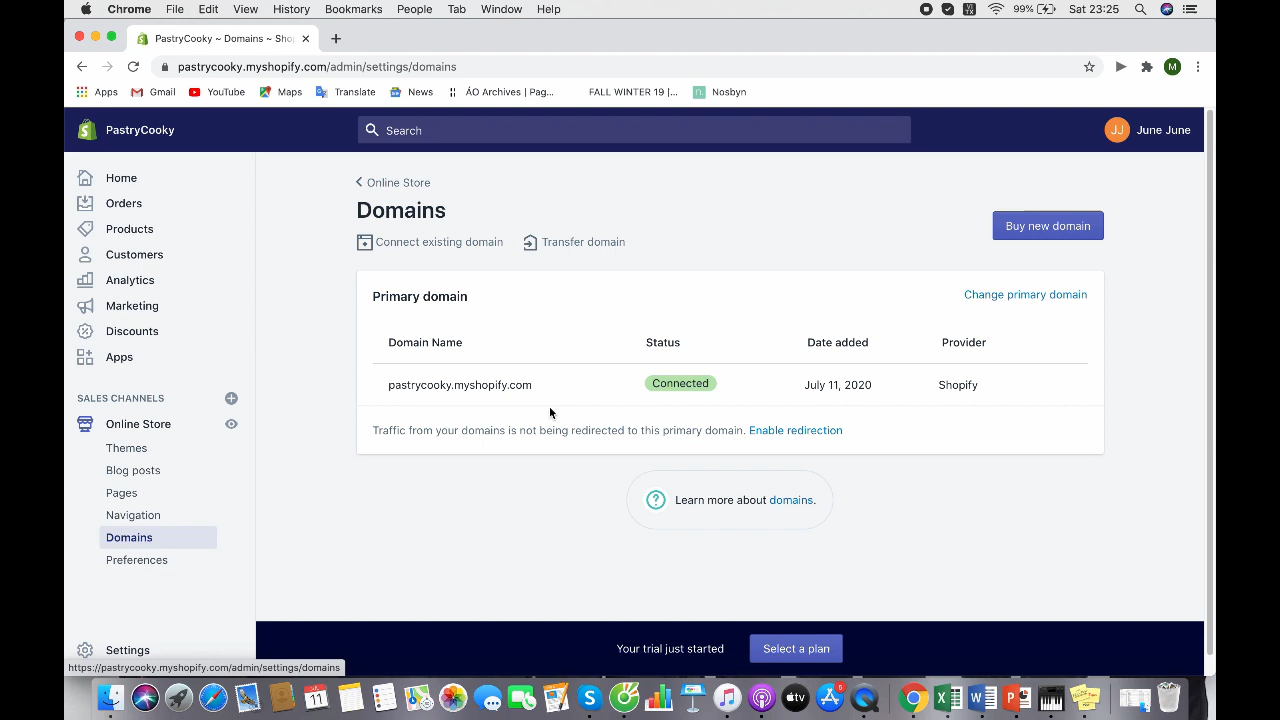 Chrome File Edit View History Bookmarks People Tab Window Help
VI
TX
99%
Sat 23:25
PastryCooky ~ Domains ~ Sho
pastrycooky.myshopify.com/admin/settings/domains
M
Apps Gmail YouTube Maps Translate News ÁO Archives | Pag... FALL WINTER 19 |... n. Nosbyn
PastryCooky
Search
JJ June June
Home
Orders
Products
Customers
Analytics
Marketing
Discounts
Apps
SALES CHANNELS
Online Store
Themes
Blog posts
Pages
Navigation
Domains
Preferences
Settings
Online Store
Domains
Connect existing domain Transfer domain
Buy new domain
Primary domain
Change primary domain
Domain Name Status Date added Provider
pastrycooky.myshopify.com Connected July 11, 2020 Shopify
Traffic from your domains is not being redirected to this primary domain. Enable redirection
Learn more about domains.
Your trial just started
Select a plan
https://pastrycooky.myshopify.com/admin/settings/domains